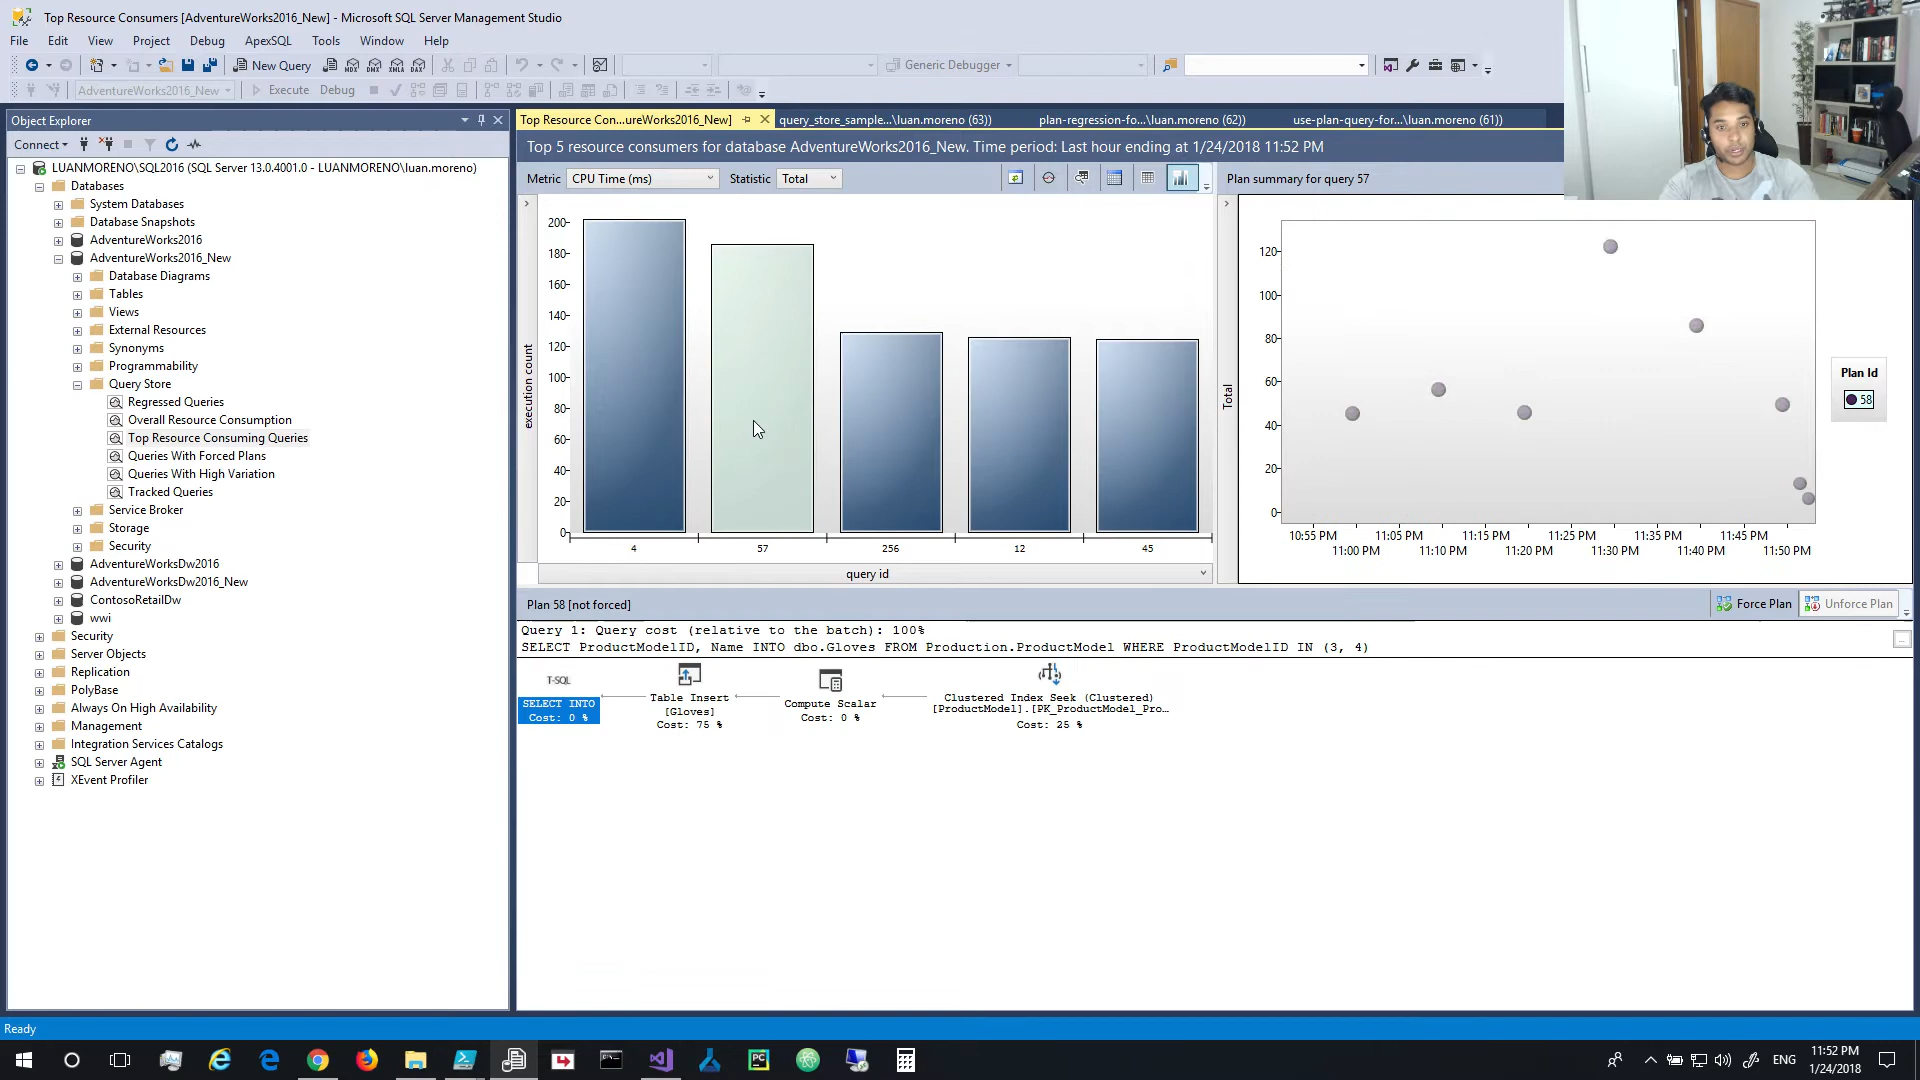 Top Resource Consumers [AdventureWorks2016_New] - Microsoft SQL Server Management Studio
File Edit View Project Debug ApexSQL Tools Window Help
New Query
Generic Debugger
AdventureWorks2016_New Execute Debug
Object Explorer
Connect
LUANMORENO\SQL2016 (SQL Server 13.0.4001.0 - LUANMORENO\luan.moreno)
Databases
System Databases
Database Snapshots
AdventureWorks2016
AdventureWorks2016_New
Database Diagrams
Tables
Views
External Resources
Synonyms
Programmability
Query Store
Regressed Queries
Overall Resource Consumption
Top Resource Consuming Queries
Queries With Forced Plans
Queries With High Variation
Tracked Queries
Service Broker
Storage
Security
AdventureWorksDw2016
AdventureWorksDw2016_New
ContosoRetailDw
wwi
Security
Server Objects
Replication
PolyBase
Always On High Availability
Management
Integration Services Catalogs
SQL Server Agent
XEvent Profiler
Top Resource Con...ureWorks2016_New] query_store_sample...\luan.moreno (63)) plan-regression-fo...\luan.moreno (62)) use-plan-query-for...\luan.moreno (61))
Top 5 resource consumers for database AdventureWorks2016_New. Time period: Last hour ending at 1/24/2018 11:52 PM
Metric CPU Time (ms) Statistic Total
execution count
200
180
160
140
120
100
80
60
40
20
0
4 57 256 12 45
query id
Plan summary for query 57
Total
120
100
80
60
40
20
0
10:55 PM 11:05 PM 11:15 PM 11:25 PM 11:35 PM 11:45 PM
11:00 PM 11:10 PM 11:20 PM 11:30 PM 11:40 PM 11:50 PM
Plan Id
58
Plan 58 [not forced] Force Plan Unforce Plan
Query 1: Query cost (relative to the batch): 100%
SELECT ProductModelID, Name INTO dbo.Gloves FROM Production.ProductModel WHERE ProductModelID IN (3, 4)
T-SQL
SELECT INTO
Cost: 0 %
Table Insert
[Gloves]
Cost: 75 %
Compute Scalar
Cost: 0 %
Clustered Index Seek (Clustered)
[ProductModel].[PK_ProductModel_Pro…
Cost: 25 %
Ready
ENG
11:52 PM
1/24/2018